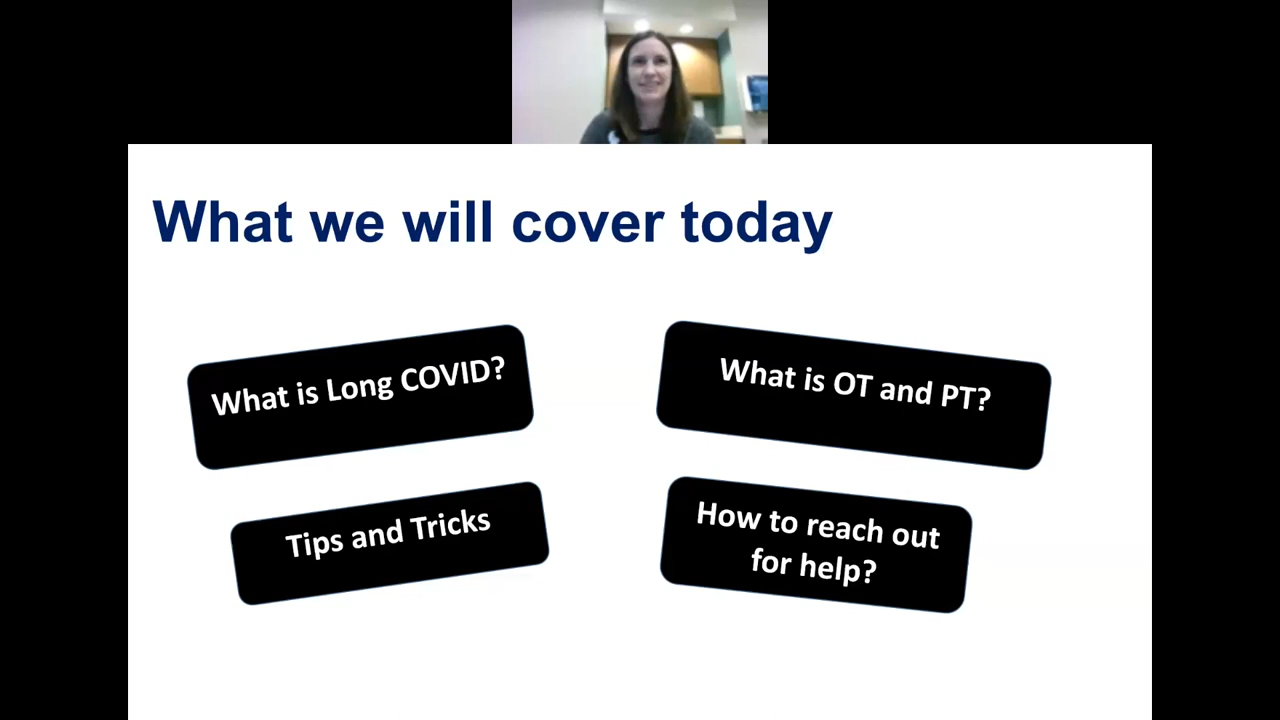 What we will cover today
What is Long COVID?
What is OT and PT?
Tips and Tricks
How to reach out
for help?